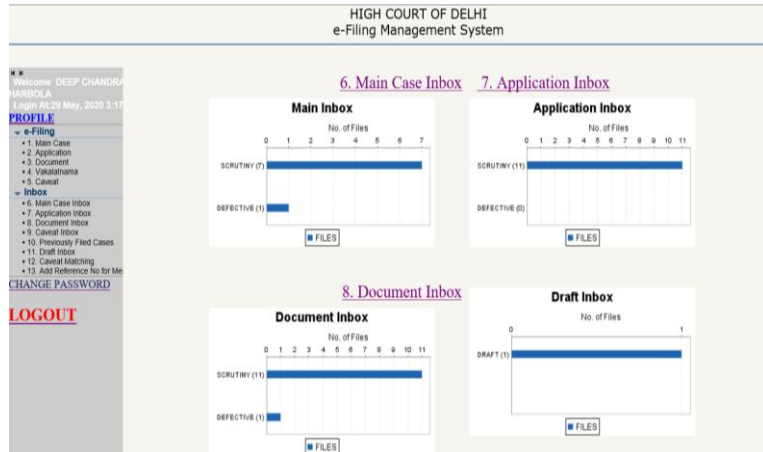 HIGH COURT OF DELHI
e-Filing Management System
Welcome DEEP CHANDRA
HARBOLA
Login At:29 May, 2020 3:17
PROFILE
e-Filing
1. Main Case
2. Application
3. Document
4. Vakalatnama
5. Caveat
Inbox
6. Main Case Inbox
7. Application Inbox
8. Document Inbox
9. Caveat Inbox
10. Previously Filed Cases
11. Draft Inbox
12. Caveat Matching
13. Add Reference No for Me
CHANGE PASSWORD
LOGOUT
6. Main Case Inbox
Main Inbox
No. of Files
0 1 2 3 4 5 6 7
SCRUTINY (7)
DEFECTIVE (1)
FILES
7. Application Inbox
Application Inbox
No. of Files
0 1 2 3 4 5 6 7 8 9 10 11
SCRUTINY (11)
DEFECTIVE (0)
FILES
8. Document Inbox
Document Inbox
No. of Files
0 1 2 3 4 5 6 7 8 9 10 11
SCRUTINY (11)
DEFECTIVE (1)
FILES
Draft Inbox
No. of Files
0 1
DRAFT (1)
FILES